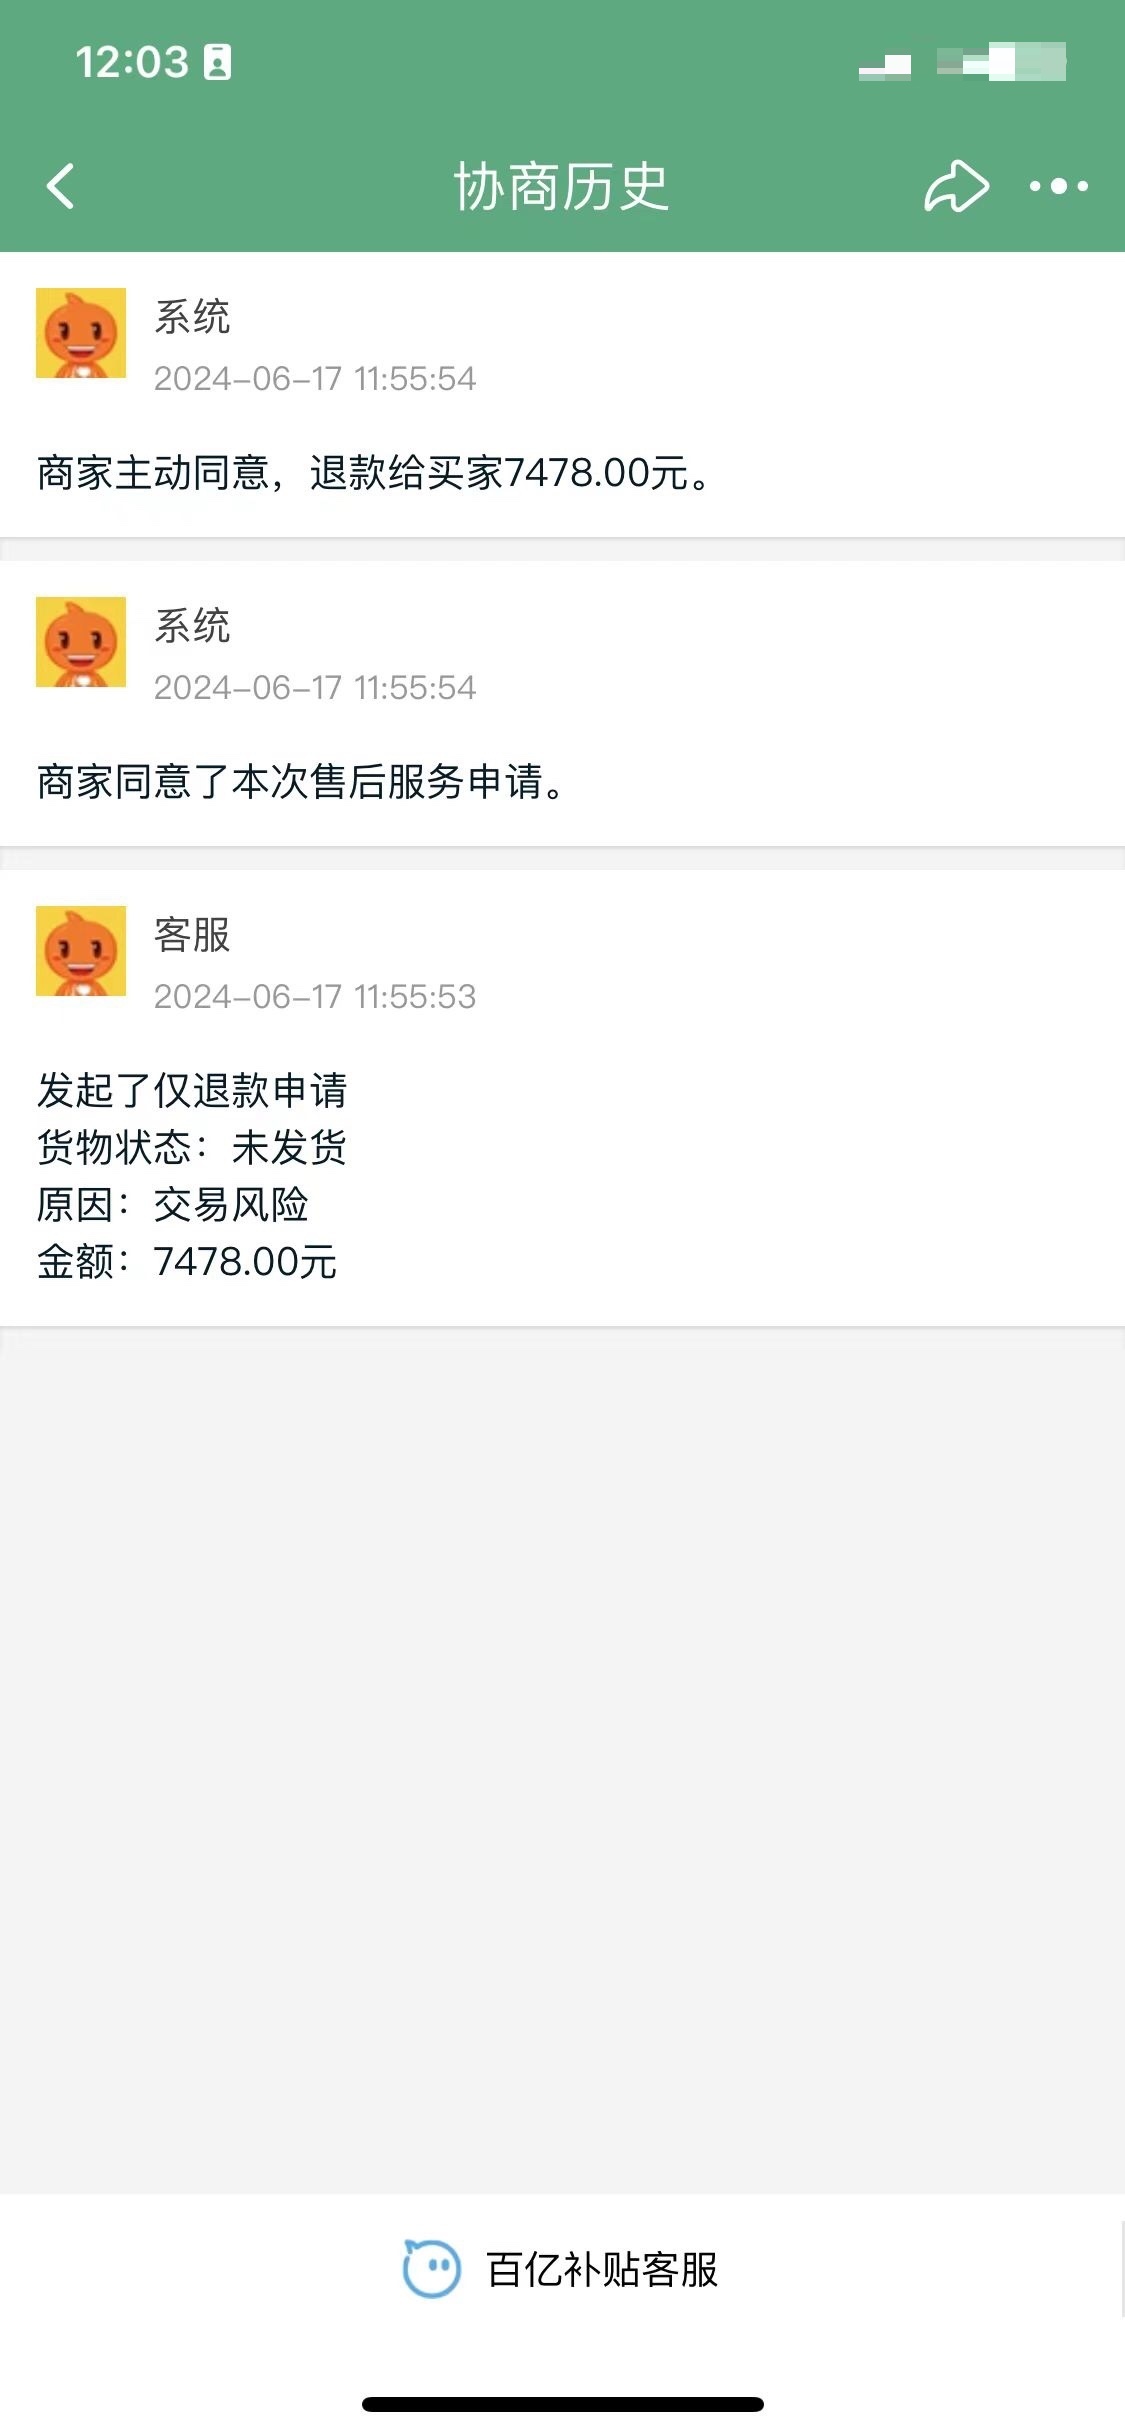 12:03
协商历史
系统
2024-06-17 11:55:54
商家主动同意，退款给买家7478.00元。
系统
2024-06-17 11:55:54
商家同意了本次售后服务申请。
客服
2024-06-17 11:55:53
发起了仅退款申请
货物状态：未发货
原因：交易风险
金额：7478.00元
百亿补贴客服